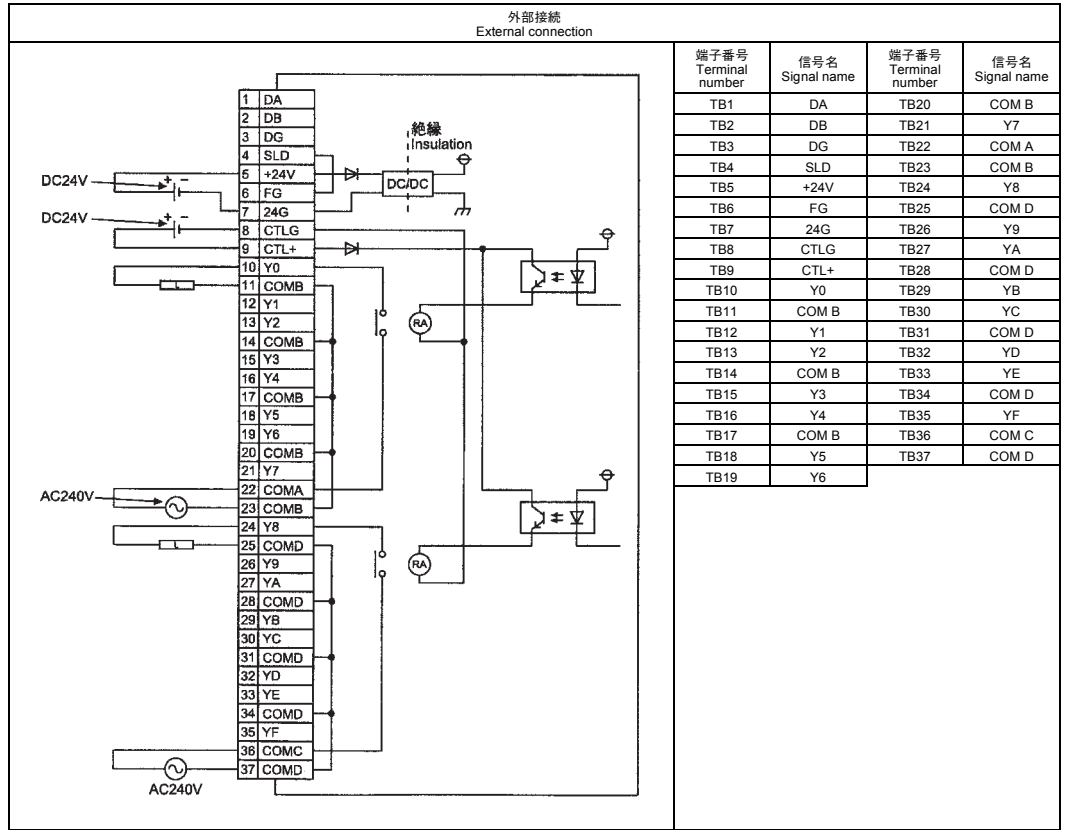 外部接続
External connection
1 DA
2 DB
3 DG
4 SLD
5 +24V
6 FG
7 24G
8 CTLG
9 CTL+
10 Y0
11 COMB
12 Y1
13 Y2
14 COMB
15 Y3
16 Y4
17 COMB
18 Y5
19 Y6
20 COMB
21 Y7
22 COMA
23 COMB
24 Y8
25 COMD
26 Y9
27 YA
28 COMD
29 YB
30 YC
31 COMD
32 YD
33 YE
34 COMD
35 YF
36 COMC
37 COMD
DC24V
+ −
DC24V
+ −
L
AC240V
L
AC240V
絶縁
Insulation
DC/DC
RA
RA
端子番号
Terminal
number
信号名
Signal name
端子番号
Terminal
number
信号名
Signal name
TB1 DA TB20 COM B
TB2 DB TB21 Y7
TB3 DG TB22 COM A
TB4 SLD TB23 COM B
TB5 +24V TB24 Y8
TB6 FG TB25 COM D
TB7 24G TB26 Y9
TB8 CTLG TB27 YA
TB9 CTL+ TB28 COM D
TB10 Y0 TB29 YB
TB11 COM B TB30 YC
TB12 Y1 TB31 COM D
TB13 Y2 TB32 YD
TB14 COM B TB33 YE
TB15 Y3 TB34 COM D
TB16 Y4 TB35 YF
TB17 COM B TB36 COM C
TB18 Y5 TB37 COM D
TB19 Y6